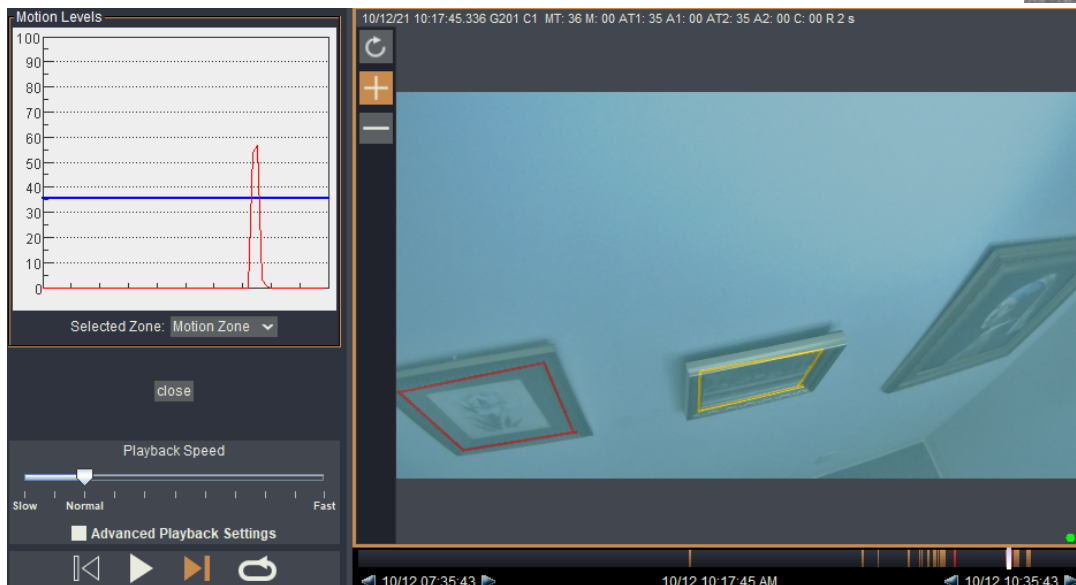 Motion Levels
100
90
80
70
60
50
40
30
20
10
0
Selected Zone: Motion Zone
close
Playback Speed
Slow Normal Fast
Advanced Playback Settings
10/12/21 10:17:45.336 G201 C1 MT: 36 M: 00 AT1: 35 A1: 00 AT2: 35 A2: 00 C: 00 R 2 s
10/12 07:35:43 10/12 10:17:45 AM 10/12 10:35:43